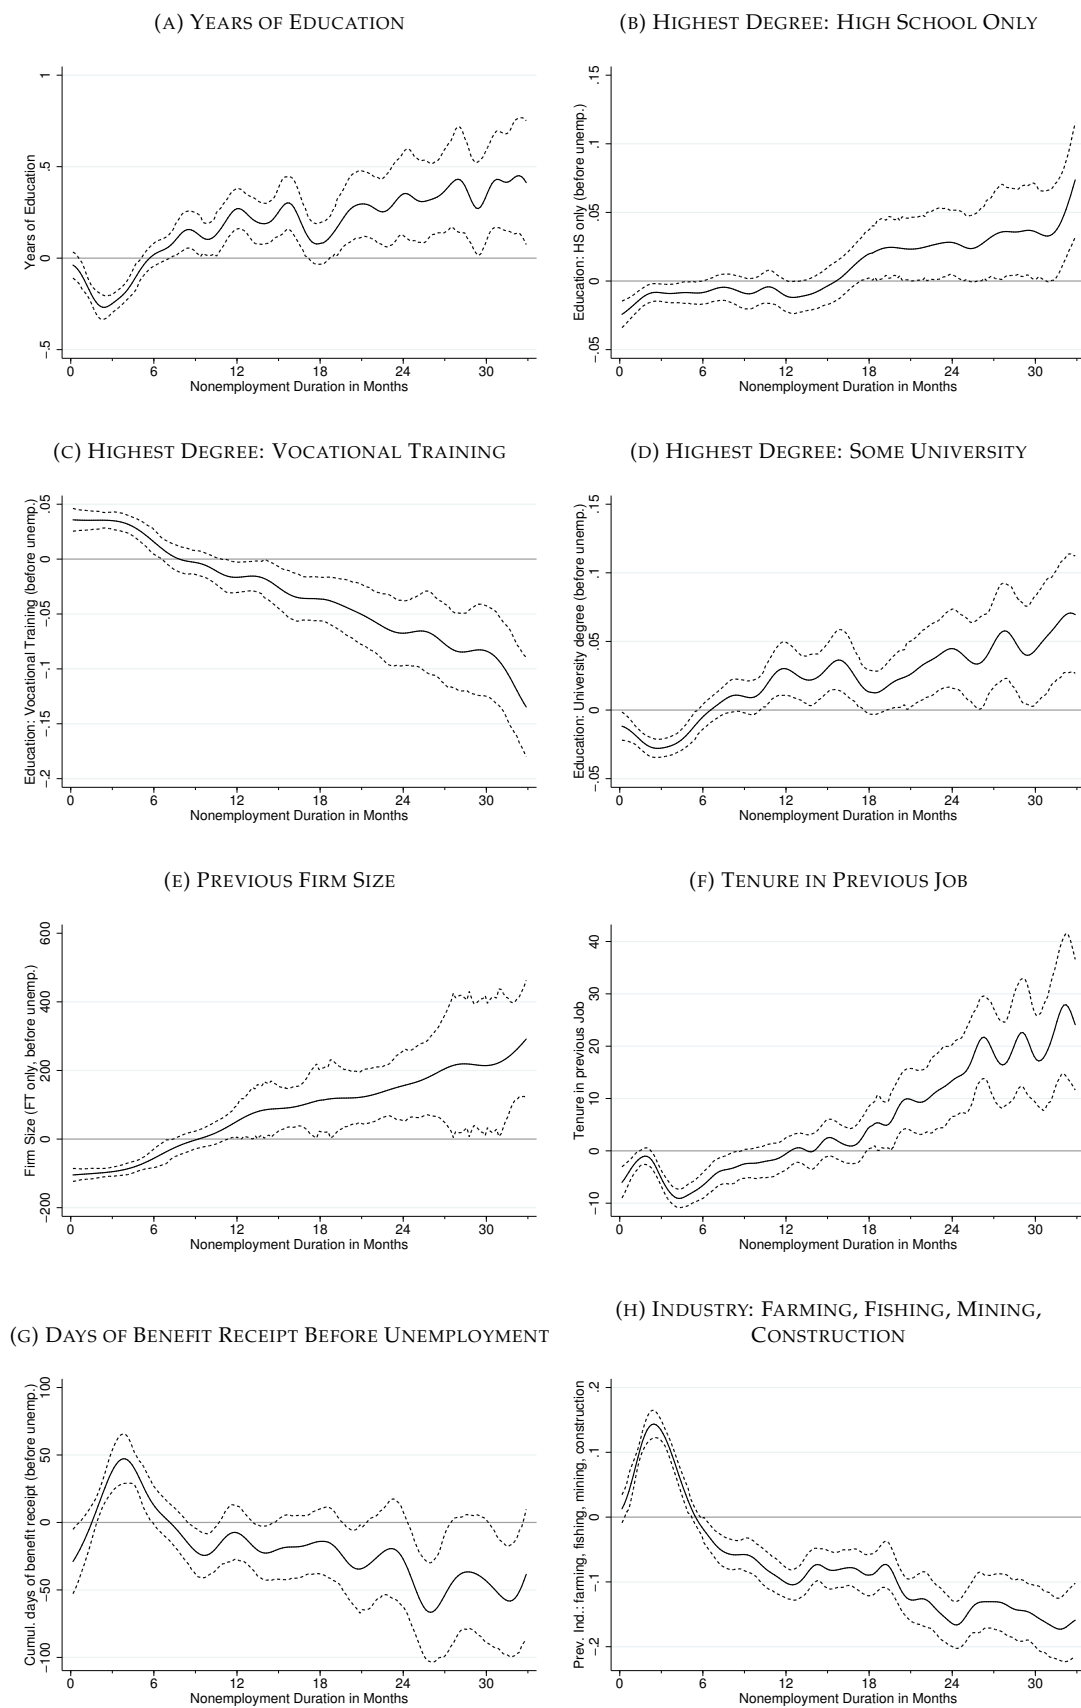 (A) YEARS OF EDUCATION
Years of Education
1
.5
0
-.5
0 6 12 18 24 30
Nonemployment Duration in Months
(B) HIGHEST DEGREE: HIGH SCHOOL ONLY
Education: HS only (before unemp.)
.15
.1
.05
0
-.05
0 6 12 18 24 30
Nonemployment Duration in Months
(C) HIGHEST DEGREE: VOCATIONAL TRAINING
Education: Vocational Training (before unemp.)
.05
0
-.05
-.1
-.15
-.2
0 6 12 18 24 30
Nonemployment Duration in Months
(D) HIGHEST DEGREE: SOME UNIVERSITY
Education: University degree (before unemp.)
.15
.1
.05
0
-.05
0 6 12 18 24 30
Nonemployment Duration in Months
(E) PREVIOUS FIRM SIZE
Firm Size (FT only, before unemp.)
600
400
200
0
-200
0 6 12 18 24 30
Nonemployment Duration in Months
(F) TENURE IN PREVIOUS JOB
Tenure in previous Job
40
30
20
10
0
-10
0 6 12 18 24 30
Nonemployment Duration in Months
(G) DAYS OF BENEFIT RECEIPT BEFORE UNEMPLOYMENT
Cumul. days of benefit receipt (before unemp.)
100
50
0
-50
-100
0 6 12 18 24 30
Nonemployment Duration in Months
(H) INDUSTRY: FARMING, FISHING, MINING,
CONSTRUCTION
Prev. Ind.: farming, fishing, mining, construction
.2
.1
0
-.1
-.2
0 6 12 18 24 30
Nonemployment Duration in Months